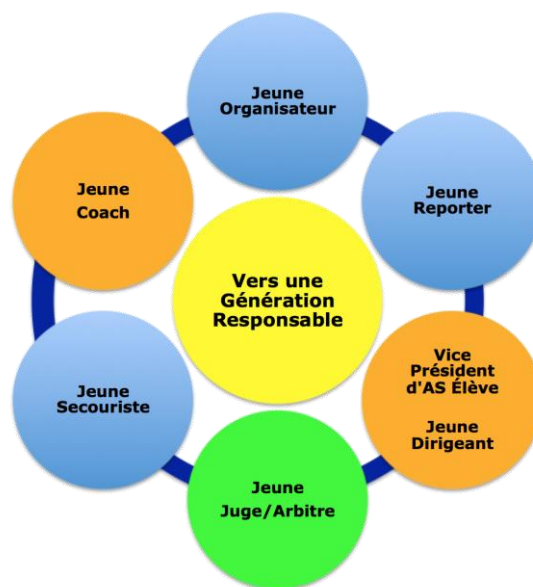 Jeune
Organisateur
Jeune
Reporter
Vice
Président
d'AS Élève
Jeune
Dirigeant
Jeune
Juge/Arbitre
Jeune
Secouriste
Jeune
Coach
Vers une
Génération
Responsable